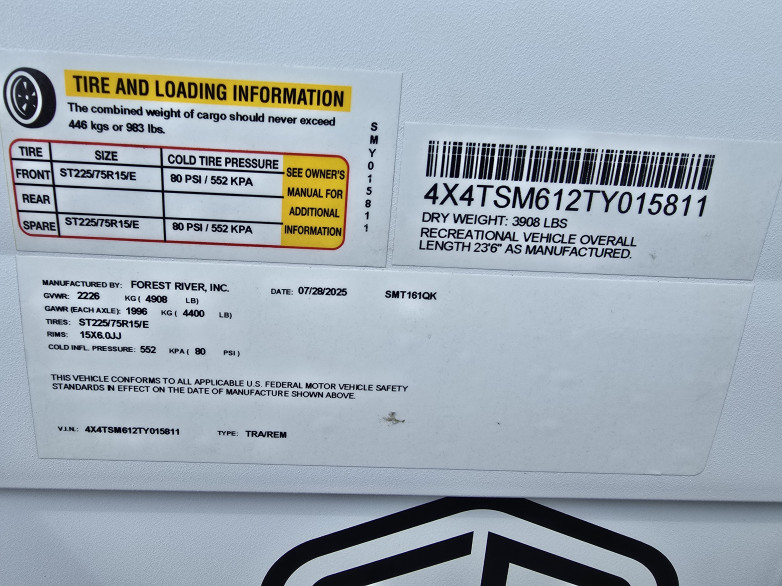 TIRE AND LOADING INFORMATION
The combined weight of cargo should never exceed
446 kgs or 983 lbs.
TIRE SIZE COLD TIRE PRESSURE SEE OWNER'S MANUAL FOR ADDITIONAL INFORMATION
FRONT ST225/75R15/E 80 PSI / 552 KPA
REAR
SPARE ST225/75R15/E 80 PSI / 552 KPA
SMY015811
4X4TSM612TY015811
DRY WEIGHT: 3908 LBS
RECREATIONAL VEHICLE OVERALL
LENGTH 23'6" AS MANUFACTURED.
MANUFACTURED BY: FOREST RIVER, INC. DATE: 07/28/2025 SMT161QK
GVWR: 2226 KG ( 4908 LB)
GAWR (EACH AXLE): 1996 KG ( 4400 LB)
TIRES: ST225/75R15/E
RIMS: 15X6.0JJ
COLD INFL. PRESSURE: 552 KPA ( 80 PSI )
THIS VEHICLE CONFORMS TO ALL APPLICABLE U.S. FEDERAL MOTOR VEHICLE SAFETY
STANDARDS IN EFFECT ON THE DATE OF MANUFACTURE SHOWN ABOVE.
V.I.N.: 4X4TSM612TY015811 TYPE: TRA/REM